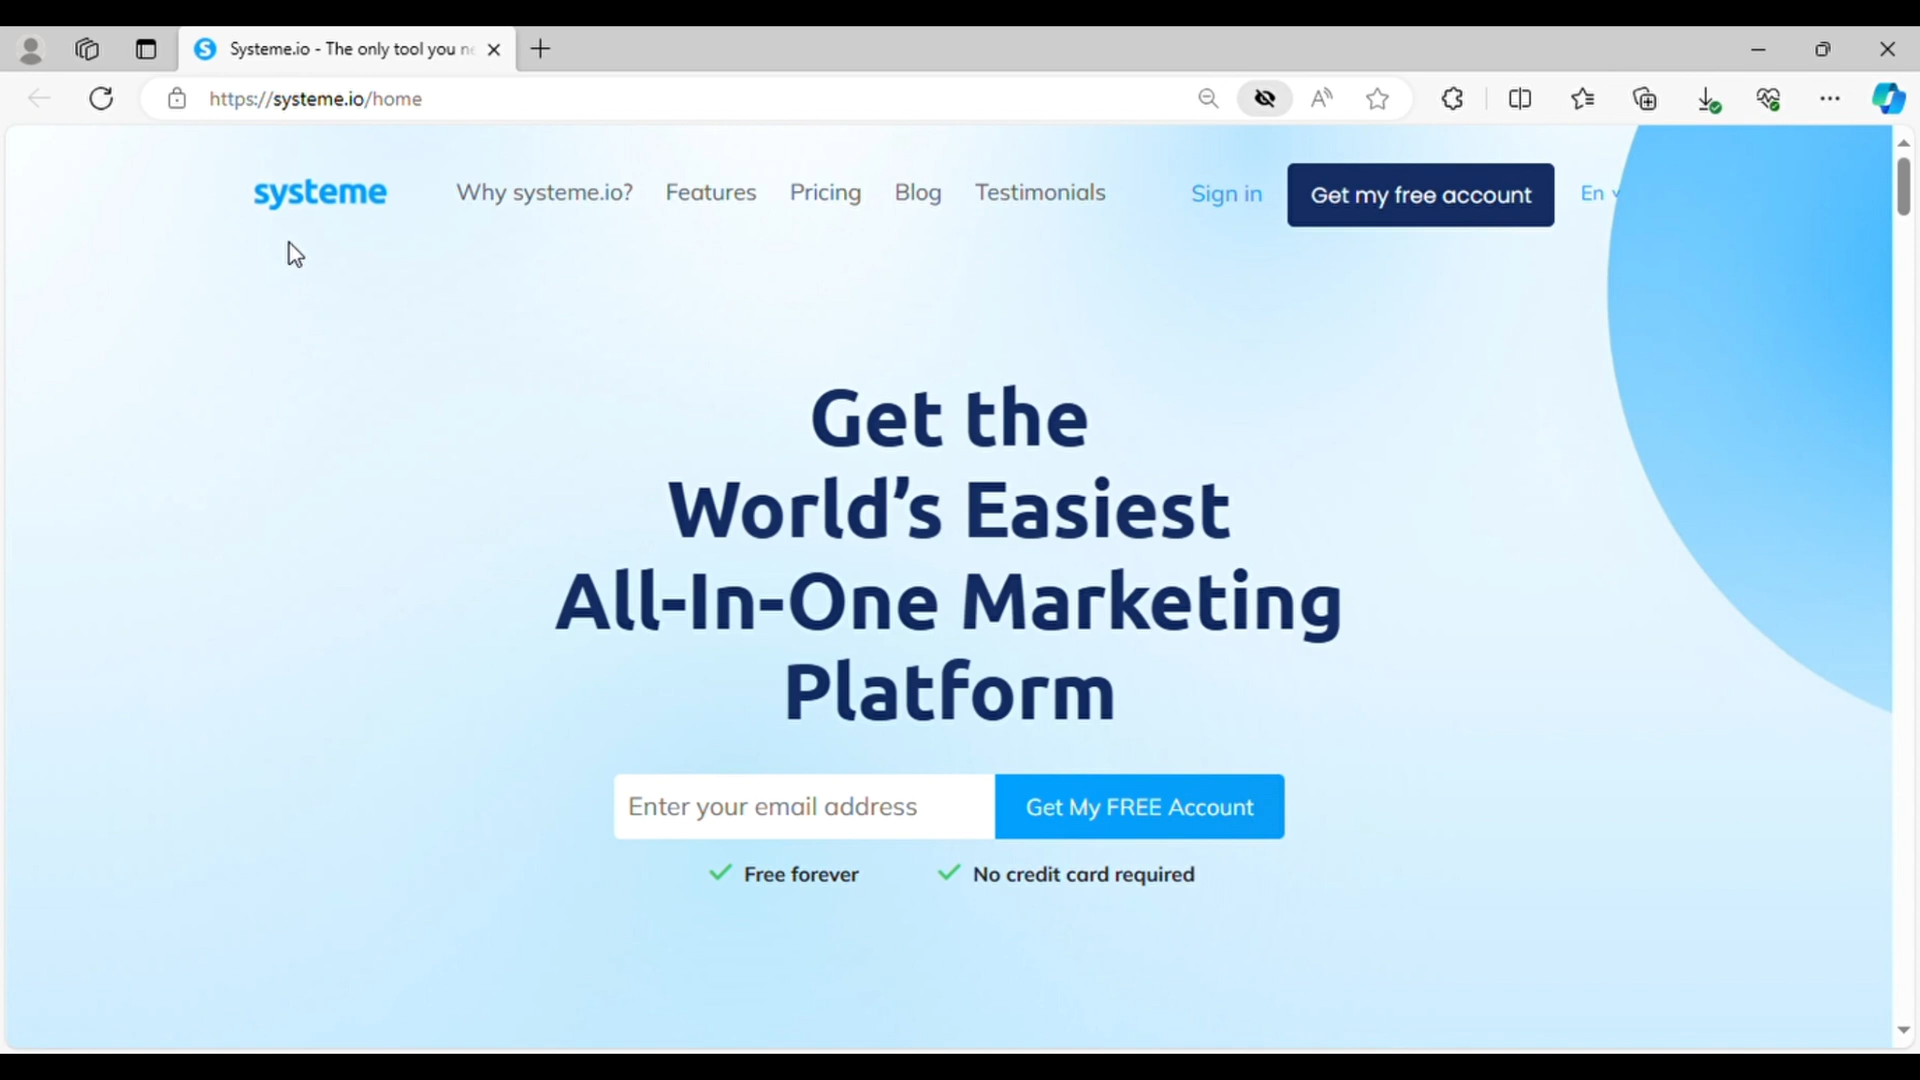 Systeme.io - The only tool you ne
https://systeme.io/home
systeme
Why systeme.io? Features Pricing Blog Testimonials Sign in Get my free account En
Get the
World's Easiest
All-In-One Marketing
Platform
Enter your email address Get My FREE Account
Free forever No credit card required